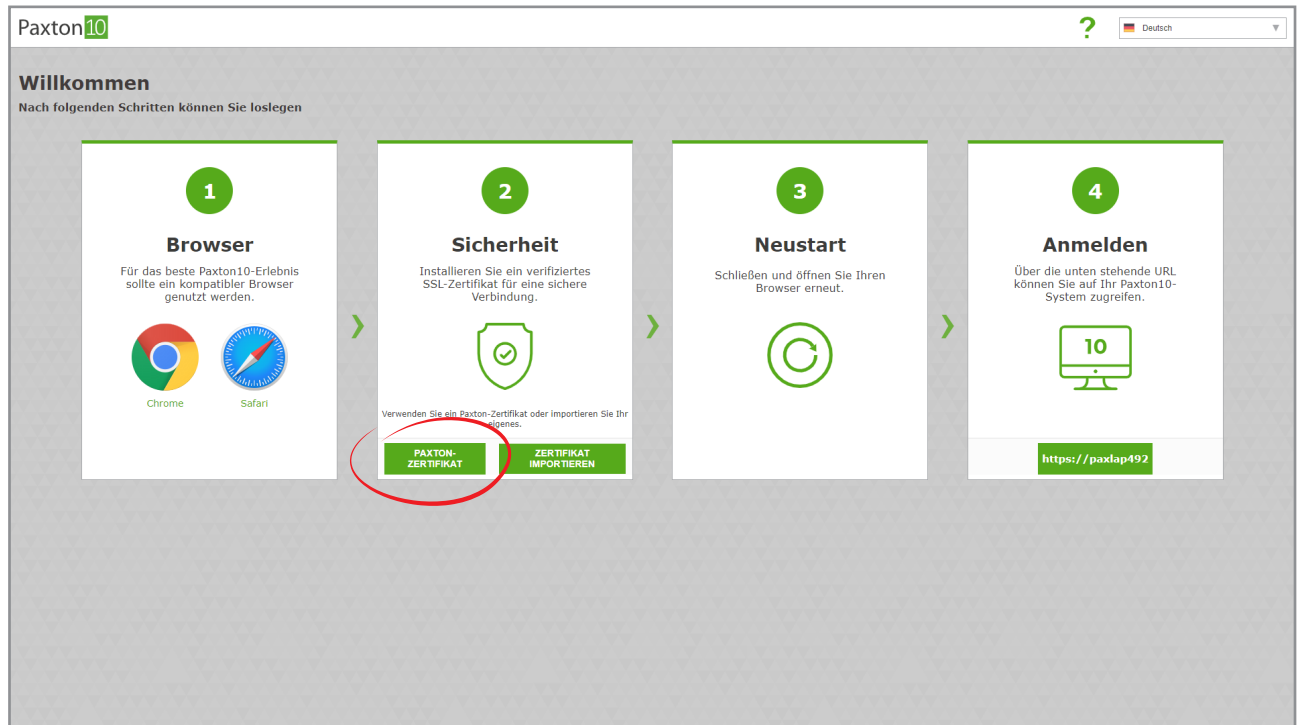 Paxton10
?
Deutsch
Willkommen
Nach folgenden Schritten können Sie loslegen
1
Browser
Für das beste Paxton10-Erlebnis
sollte ein kompatibler Browser
genutzt werden.
Chrome
Safari
2
Sicherheit
Installieren Sie ein verifiziertes
SSL-Zertifikat für eine sichere
Verbindung.
Verwenden Sie ein Paxton-Zertifikat oder importieren Sie Ihr
eigenes.
PAXTON-
ZERTIFIKAT
ZERTIFIKAT
IMPORTIEREN
3
Neustart
Schließen und öffnen Sie Ihren
Browser erneut.
4
Anmelden
Über die unten stehende URL
können Sie auf Ihr Paxton10-
System zugreifen.
10
https://paxlap492